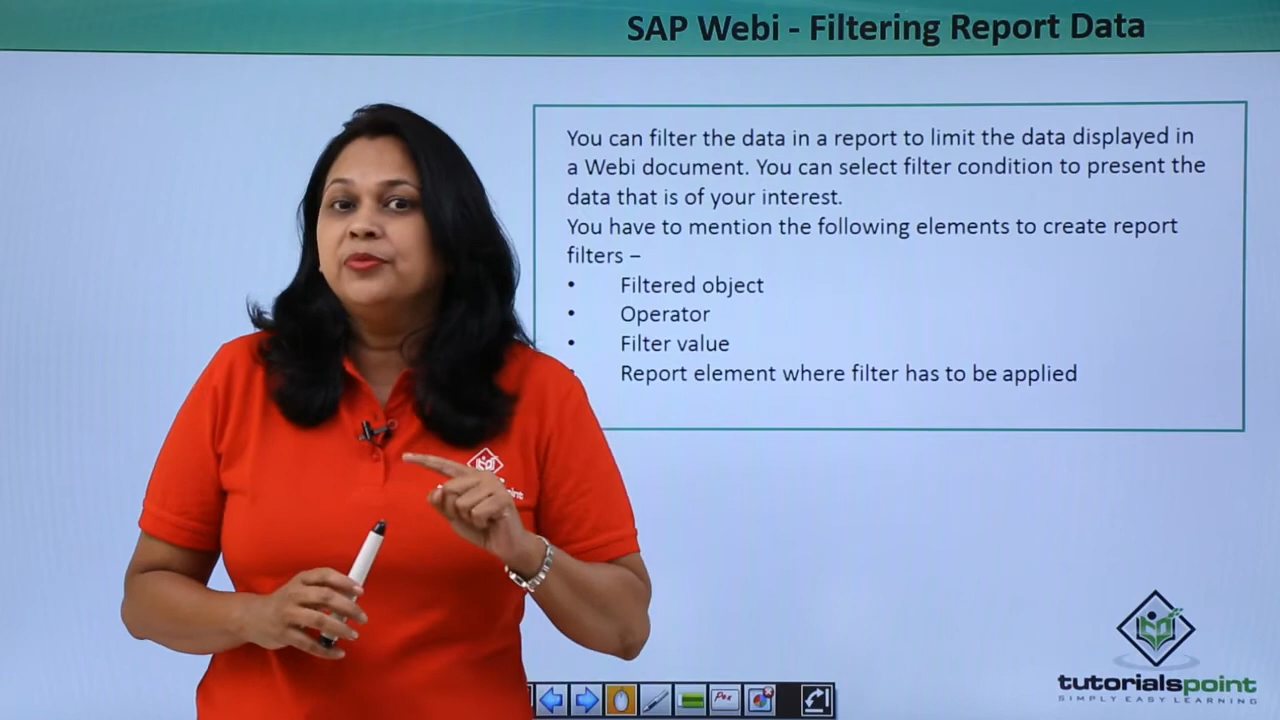 SAP Webi - Filtering Report Data
You can filter the data in a report to limit the data displayed in
a Webi document. You can select filter condition to present the
data that is of your interest.
You have to mention the following elements to create report
filters –
• Filtered object
• Operator
• Filter value
Report element where filter has to be applied
tutorialspoint
SIMPLY EASY LEARNING
Pen